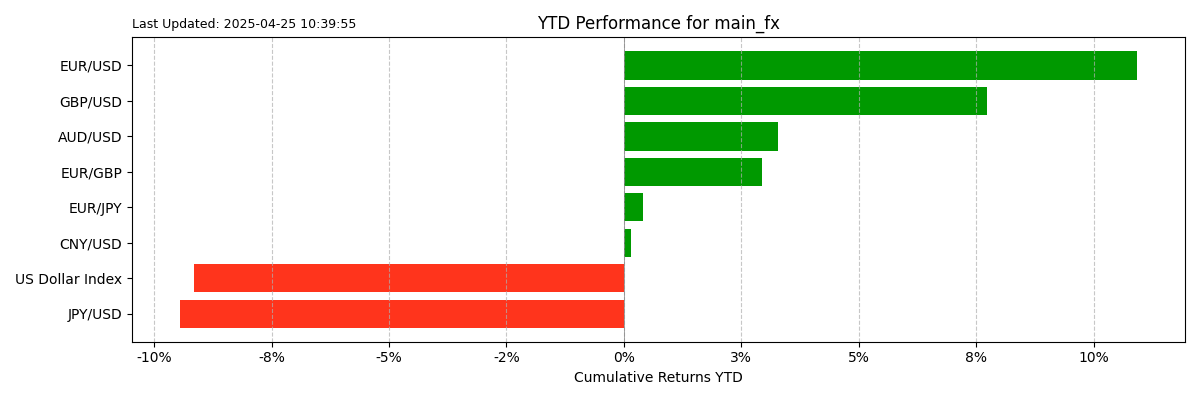 Last Updated: 2025-04-25 10:39:55
YTD Performance for main_fx
EUR/USD
GBP/USD
AUD/USD
EUR/GBP
EUR/JPY
CNY/USD
US Dollar Index
JPY/USD
-10% -8% -5% -2% 0% 3% 5% 8% 10%
Cumulative Returns YTD